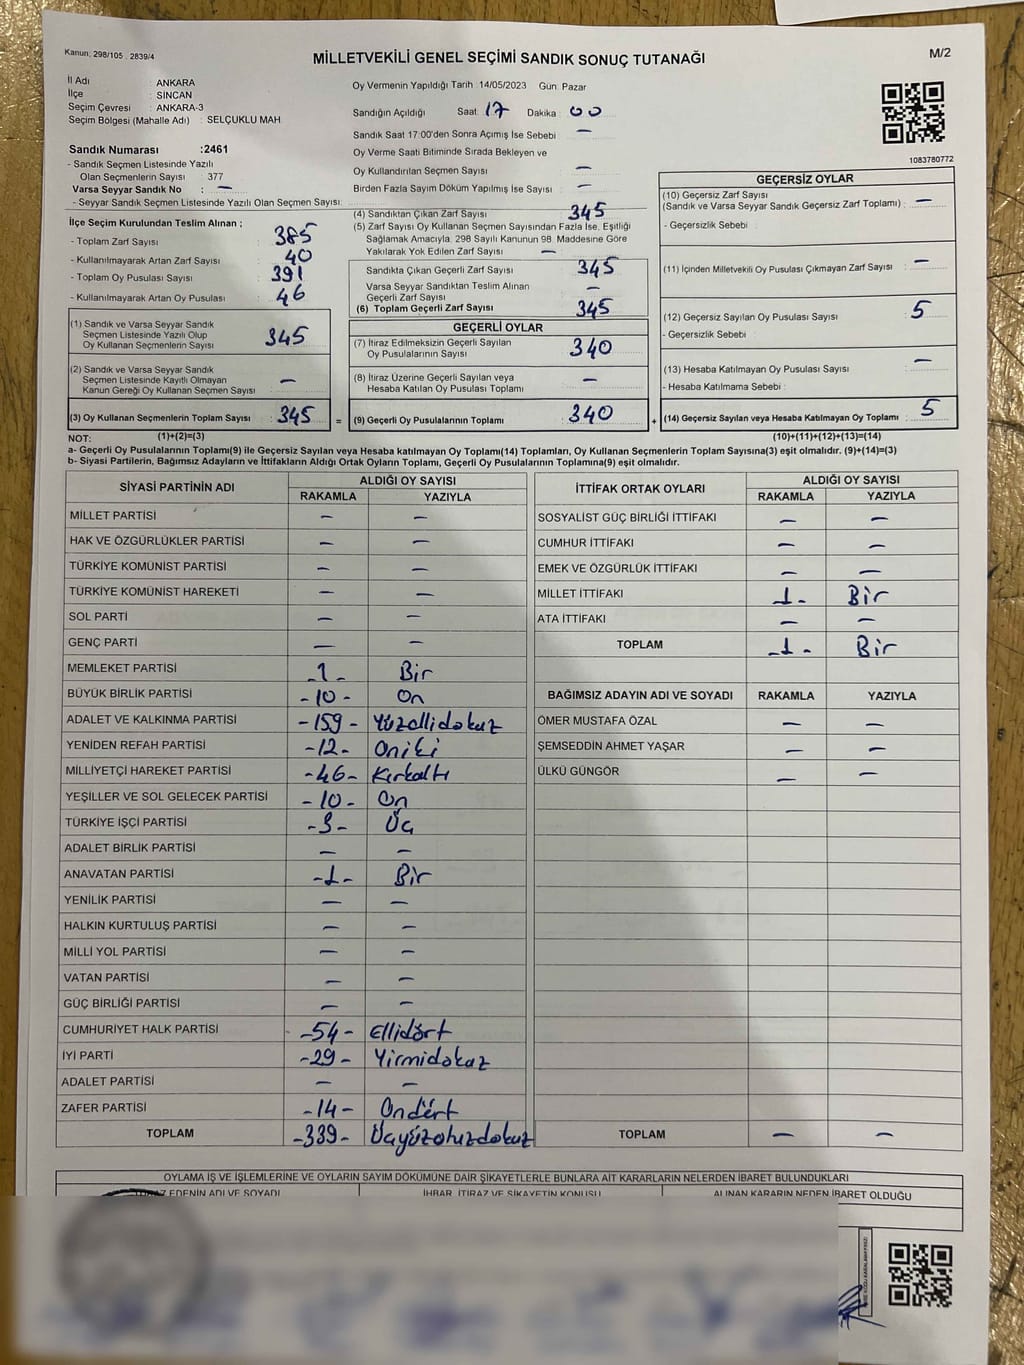 Kanun: 298/105 . 2839/4
MİLLETVEKİLİ GENEL SEÇİMİ SANDIK SONUÇ TUTANAĞI
M/2
İl Adı : ANKARA
İlçe : SİNCAN
Seçim Çevresi : ANKARA-3
Seçim Bölgesi (Mahalle Adı) : SELÇUKLU MAH
Sandık Numarası :2461
- Sandık Seçmen Listesinde Yazılı
Olan Seçmenlerin Sayısı : 377
Varsa Seyyar Sandık No : –
- Seyyar Sandık Seçmen Listesinde Yazılı Olan Seçmen Sayısı:
Oy Vermenin Yapıldığı Tarih :14/05/2023 Gün: Pazar
Sandığın Açıldığı Saat: 17 Dakika : 00
Sandık Saat 17:00'den Sonra Açımış İse Sebebi : –
Oy Verme Saati Bitiminde Sırada Bekleyen ve
Oy Kullandırılan Seçmen Sayısı : –
Birden Fazla Sayım Döküm Yapılmış İse Sayısı : –
1083780772
İlçe Seçim Kurulundan Teslim Alınan ;
- Toplam Zarf Sayısı : 385
- Kullanılmayarak Artan Zarf Sayısı : 40
- Toplam Oy Pusulası Sayısı : 391
- Kullanılmayarak Artan Oy Pusulası : 46
(1) Sandık ve Varsa Seyyar Sandık
Seçmen Listesinde Yazılı Olup
Oy Kullanan Seçmenlerin Sayısı : 345
(2) Sandık ve Varsa Seyyar Sandık
Seçmen Listesinde Kayıtlı Olmayan
Kanun Gereği Oy Kullanan Seçmen Sayısı : –
(3) Oy Kullanan Seçmenlerin Toplam Sayısı : 345 =
(4) Sandıktan Çıkan Zarf Sayısı : 345
(5) Zarf Sayısı Oy Kullanan Seçmen Sayısından Fazla İse, Eşitliği
Sağlamak Amacıyla, 298 Sayılı Kanunun 98. Maddesine Göre
Yakılarak Yok Edilen Zarf Sayısı : –
Sandıkta Çıkan Geçerli Zarf Sayısı : 345
Varsa Seyyar Sandıktan Teslim Alınan
Geçerli Zarf Sayısı : –
(6) Toplam Geçerli Zarf Sayısı : 345
GEÇERLİ OYLAR
(7) İtiraz Edilmeksizin Geçerli Sayılan
Oy Pusulalarının Sayısı : 340
(8) İtiraz Üzerine Geçerli Sayılan veya
Hesaba Katılan Oy Pusulası Toplamı : –
(9) Geçerli Oy Pusulalarının Toplamı : 340 +
GEÇERSİZ OYLAR
(10) Geçersiz Zarf Sayısı
(Sandık ve Varsa Seyyar Sandık Geçersiz Zarf Toplamı) : –
- Geçersizlik Sebebi :
(11) İçinden Milletvekili Oy Pusulası Çıkmayan Zarf Sayısı : –
(12) Geçersiz Sayılan Oy Pusulası Sayısı : 5
- Geçersizlik Sebebi :
(13) Hesaba Katılmayan Oy Pusulası Sayısı : –
- Hesaba Katılmama Sebebi :
(14) Geçersiz Sayılan veya Hesaba Katılmayan Oy Toplamı : 5
NOT: (1)+(2)=(3) (10)+(11)+(12)+(13)=(14)
a- Geçerli Oy Pusulalarının Toplamı(9) ile Geçersiz Sayılan veya Hesaba katılmayan Oy Toplamı(14) Toplamları, Oy Kullanan Seçmenlerin Toplam Sayısına(3) eşit olmalıdır. (9)+(14)=(3)
b- Siyasi Partilerin, Bağımsız Adayların ve İttifakların Aldığı Ortak Oyların Toplamı, Geçerli Oy Pusulalarının Toplamına(9) eşit olmalıdır.
SİYASİ PARTİNİN ADI ALDIĞI OY SAYISI
RAKAMLA YAZIYLA
MİLLET PARTİSİ – –
HAK VE ÖZGÜRLÜKLER PARTİSİ – –
TÜRKİYE KOMÜNİST PARTİSİ – –
TÜRKİYE KOMÜNİST HAREKETİ – –
SOL PARTİ – –
GENÇ PARTİ – –
MEMLEKET PARTİSİ -1- Bir
BÜYÜK BİRLİK PARTİSİ -10- On
ADALET VE KALKINMA PARTİSİ -159- Yüzellidokuz
YENİDEN REFAH PARTİSİ -12- Oniki
MİLLİYETÇİ HAREKET PARTİSİ -46- Kırkaltı
YEŞİLLER VE SOL GELECEK PARTİSİ -10- On
TÜRKİYE İŞÇİ PARTİSİ -3- Üç
ADALET BİRLİK PARTİSİ – –
ANAVATAN PARTİSİ -1- Bir
YENİLİK PARTİSİ – –
HALKIN KURTULUŞ PARTİSİ – –
MİLLİ YOL PARTİSİ – –
VATAN PARTİSİ – –
GÜÇ BİRLİĞİ PARTİSİ – –
CUMHURİYET HALK PARTİSİ -54- Ellidört
İYİ PARTİ -29- Yirmidokuz
ADALET PARTİSİ – –
ZAFER PARTİSİ -14- Ondört
TOPLAM -339- Üçyüzotuzdokuz
İTTİFAK ORTAK OYLARI ALDIĞI OY SAYISI
RAKAMLA YAZIYLA
SOSYALİST GÜÇ BİRLİĞİ İTTİFAKI – –
CUMHUR İTTİFAKI – –
EMEK VE ÖZGÜRLÜK İTTİFAKI – –
MİLLET İTTİFAKI -1- Bir
ATA İTTİFAKI – –
TOPLAM -1- Bir
BAĞIMSIZ ADAYIN ADI VE SOYADI RAKAMLA YAZIYLA
ÖMER MUSTAFA ÖZAL – –
ŞEMSEDDİN AHMET YAŞAR – –
ÜLKÜ GÜNGÖR – –
TOPLAM – –
OYLAMA İŞ VE İŞLEMLERİNE VE OYLARIN SAYIM DÖKÜMÜNE DAİR ŞİKAYETLERLE BUNLARA AİT KARARLARIN NELERDEN İBARET BULUNDUKLARI
EDENİN ADI VE SOYADI İHBAR, İTİRAZ VE ŞİKAYETİN KONUSU ALINAN KARARIN NEDEN İBARET OLDUĞU